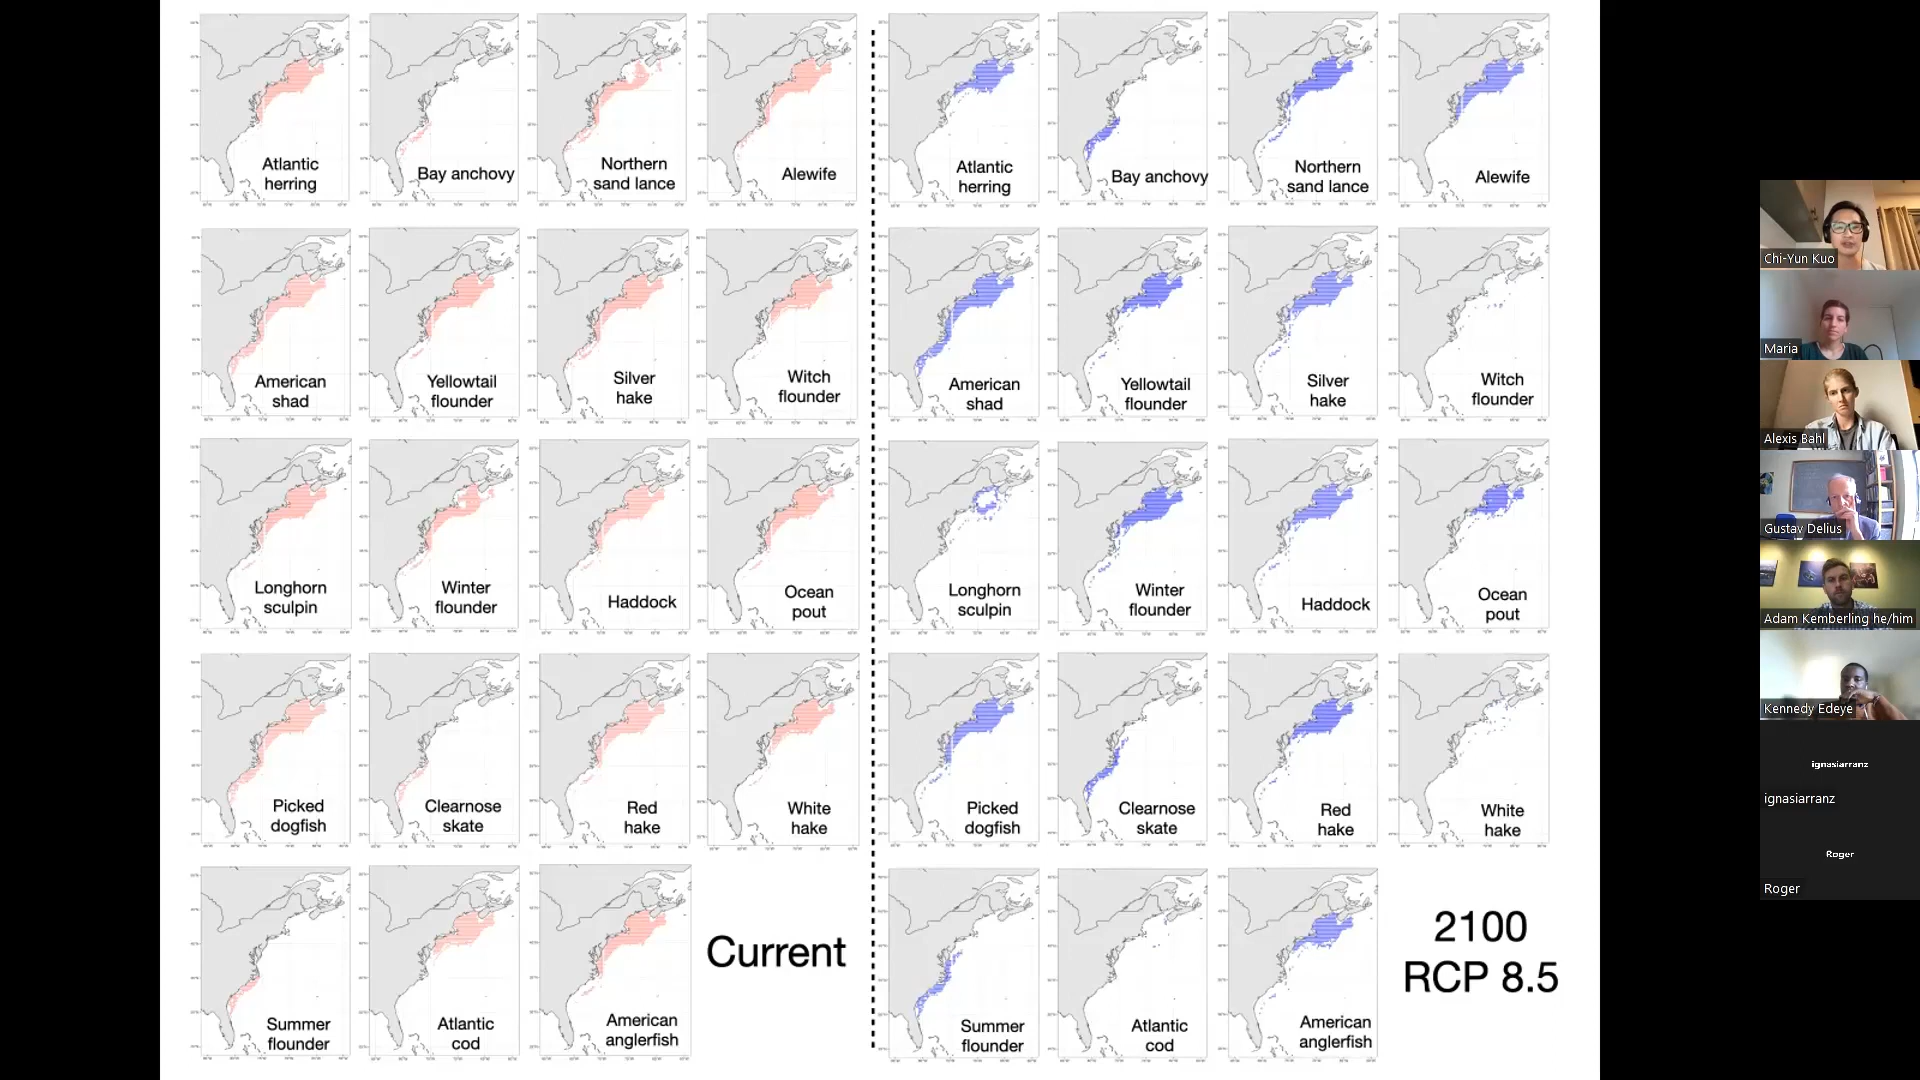 Atlantic
herring
Bay anchovy
Northern
sand lance
Alewife
Atlantic
herring
Bay anchovy
Northern
sand lance
Alewife
American
shad
Yellowtail
flounder
Silver
hake
Witch
flounder
American
shad
Yellowtail
flounder
Silver
hake
Witch
flounder
Longhorn
sculpin
Winter
flounder
Haddock
Ocean
pout
Longhorn
sculpin
Winter
flounder
Haddock
Ocean
pout
Picked
dogfish
Clearnose
skate
Red
hake
White
hake
Picked
dogfish
Clearnose
skate
Red
hake
White
hake
Summer
flounder
Atlantic
cod
American
anglerfish
Current
Summer
flounder
Atlantic
cod
American
anglerfish
2100
RCP 8.5
Chi-Yun Kuo
Maria
Alexis Bahl
Gustav Delius
Adam Kemberling he/him
Kennedy Edeye
ignasiarranz
ignasiarranz
Roger
Roger